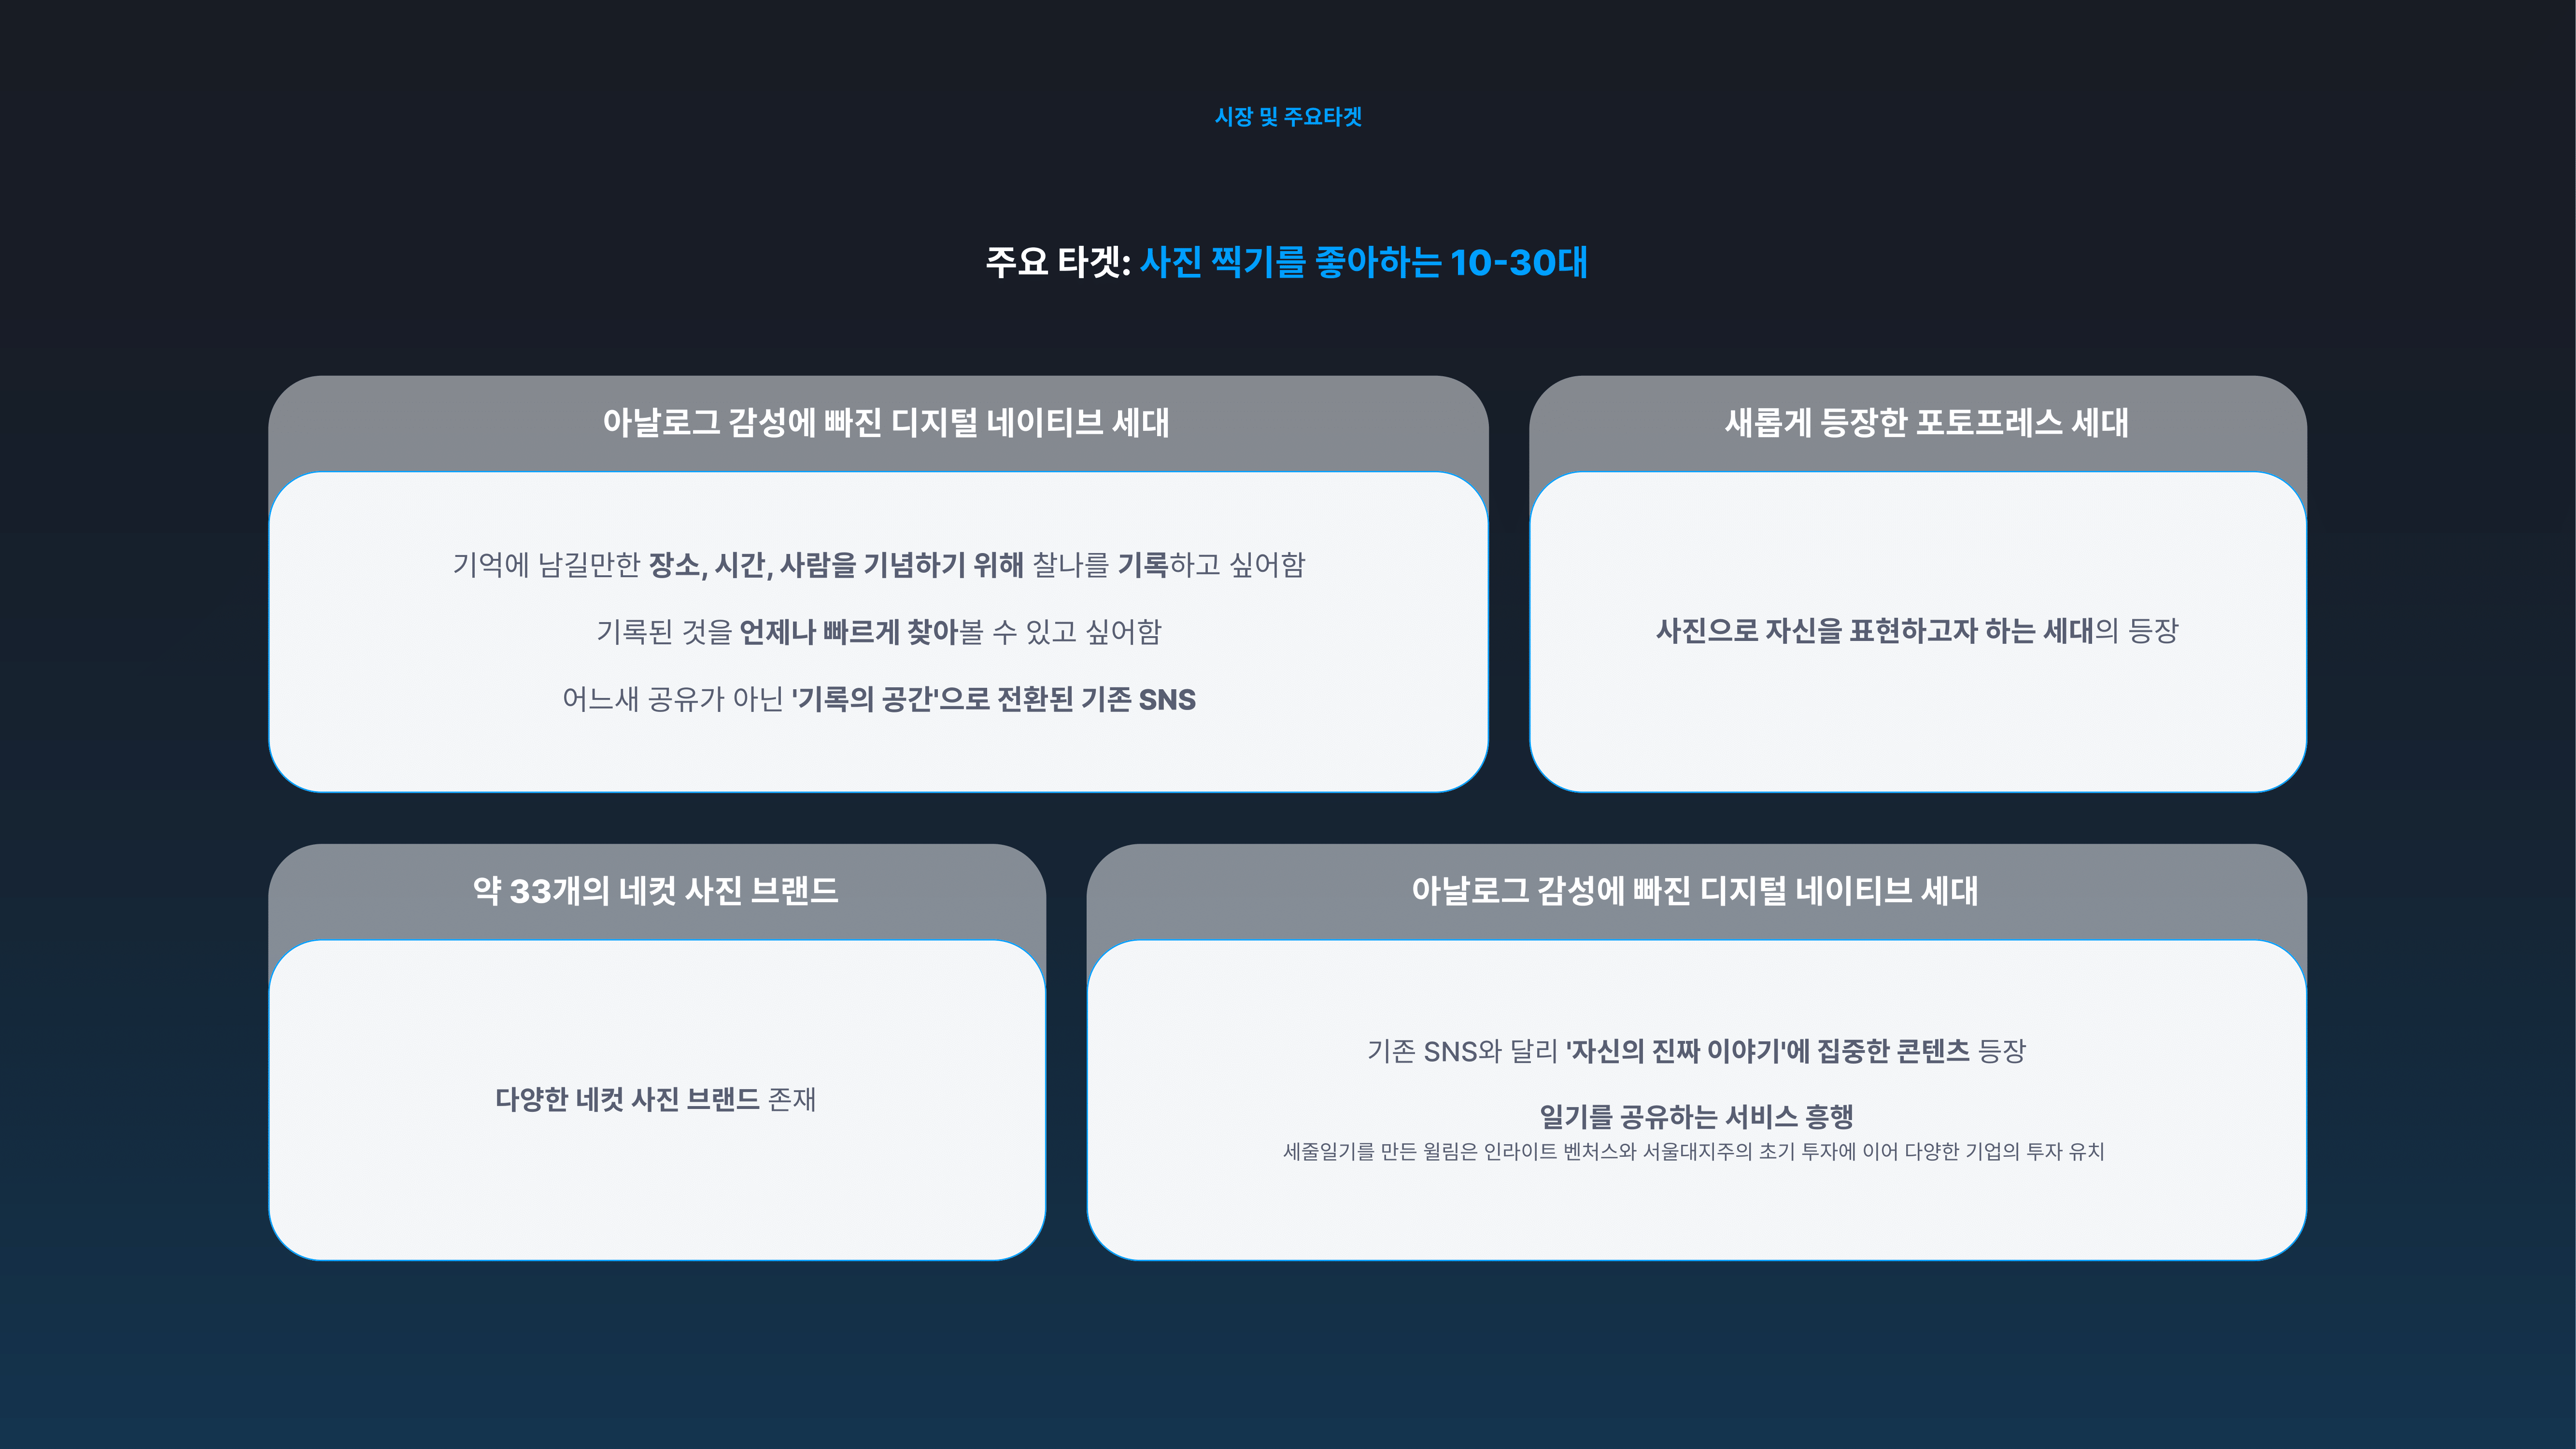 시장 및 주요타겟
주요 타겟: 사진 찍기를 좋아하는 10-30대
아날로그 감성에 빠진 디지털 네이티브 세대
기억에 남길만한 장소, 시간, 사람을 기념하기 위해 찰나를 기록하고 싶어함
기록된 것을 언제나 빠르게 찾아볼 수 있고 싶어함
어느새 공유가 아닌 '기록의 공간'으로 전환된 기존 SNS
새롭게 등장한 포토프레스 세대
사진으로 자신을 표현하고자 하는 세대의 등장
약 33개의 네컷 사진 브랜드
다양한 네컷 사진 브랜드 존재
아날로그 감성에 빠진 디지털 네이티브 세대
기존 SNS와 달리 '자신의 진짜 이야기'에 집중한 콘텐츠 등장
일기를 공유하는 서비스 흥행
세줄일기를 만든 윌림은 인라이트 벤처스와 서울대지주의 초기 투자에 이어 다양한 기업의 투자 유치